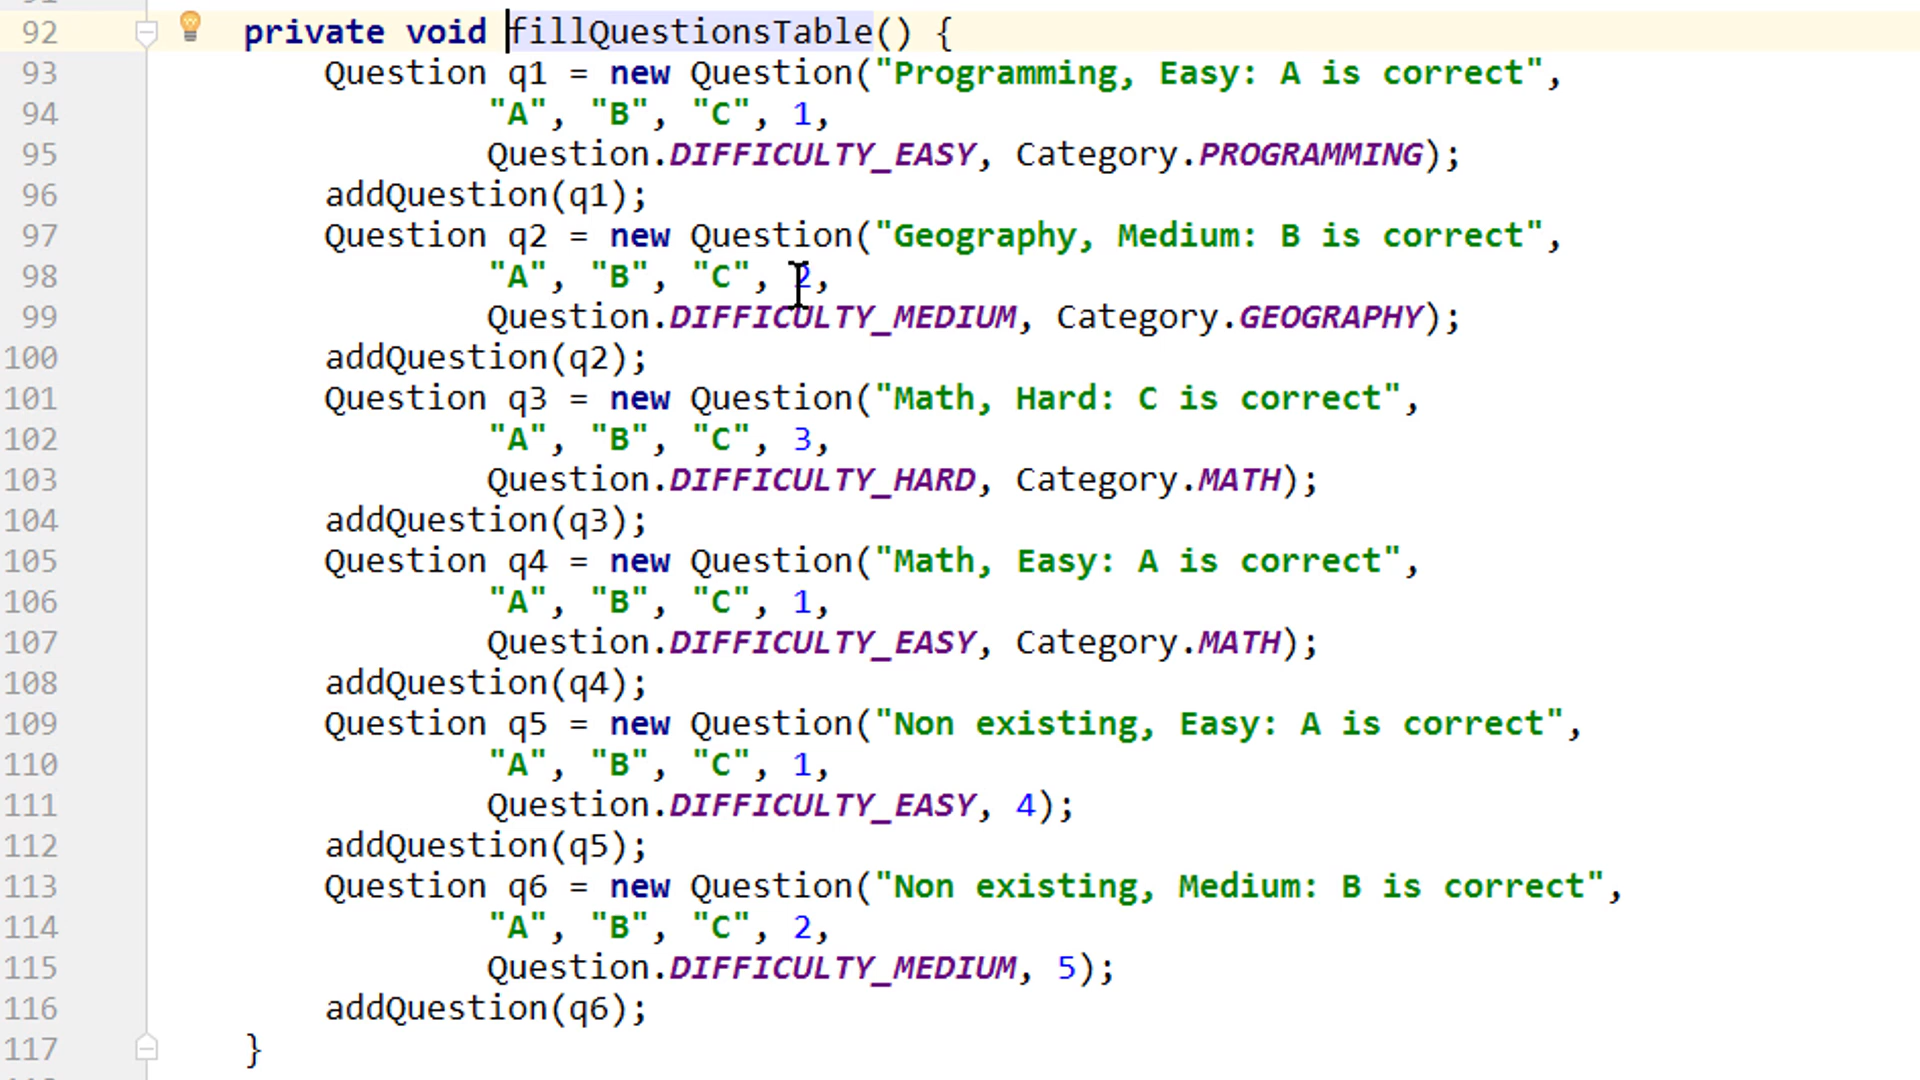 92 private void fillQuestionsTable() {
93 Question q1 = new Question("Programming, Easy: A is correct",
94 "A", "B", "C", 1,
95 Question.DIFFICULTY_EASY, Category.PROGRAMMING);
96 addQuestion(q1);
97 Question q2 = new Question("Geography, Medium: B is correct",
98 "A", "B", "C", 2,
99 Question.DIFFICULTY_MEDIUM, Category.GEOGRAPHY);
100 addQuestion(q2);
101 Question q3 = new Question("Math, Hard: C is correct",
102 "A", "B", "C", 3,
103 Question.DIFFICULTY_HARD, Category.MATH);
104 addQuestion(q3);
105 Question q4 = new Question("Math, Easy: A is correct",
106 "A", "B", "C", 1,
107 Question.DIFFICULTY_EASY, Category.MATH);
108 addQuestion(q4);
109 Question q5 = new Question("Non existing, Easy: A is correct",
110 "A", "B", "C", 1,
111 Question.DIFFICULTY_EASY, 4);
112 addQuestion(q5);
113 Question q6 = new Question("Non existing, Medium: B is correct",
114 "A", "B", "C", 2,
115 Question.DIFFICULTY_MEDIUM, 5);
116 addQuestion(q6);
117 }